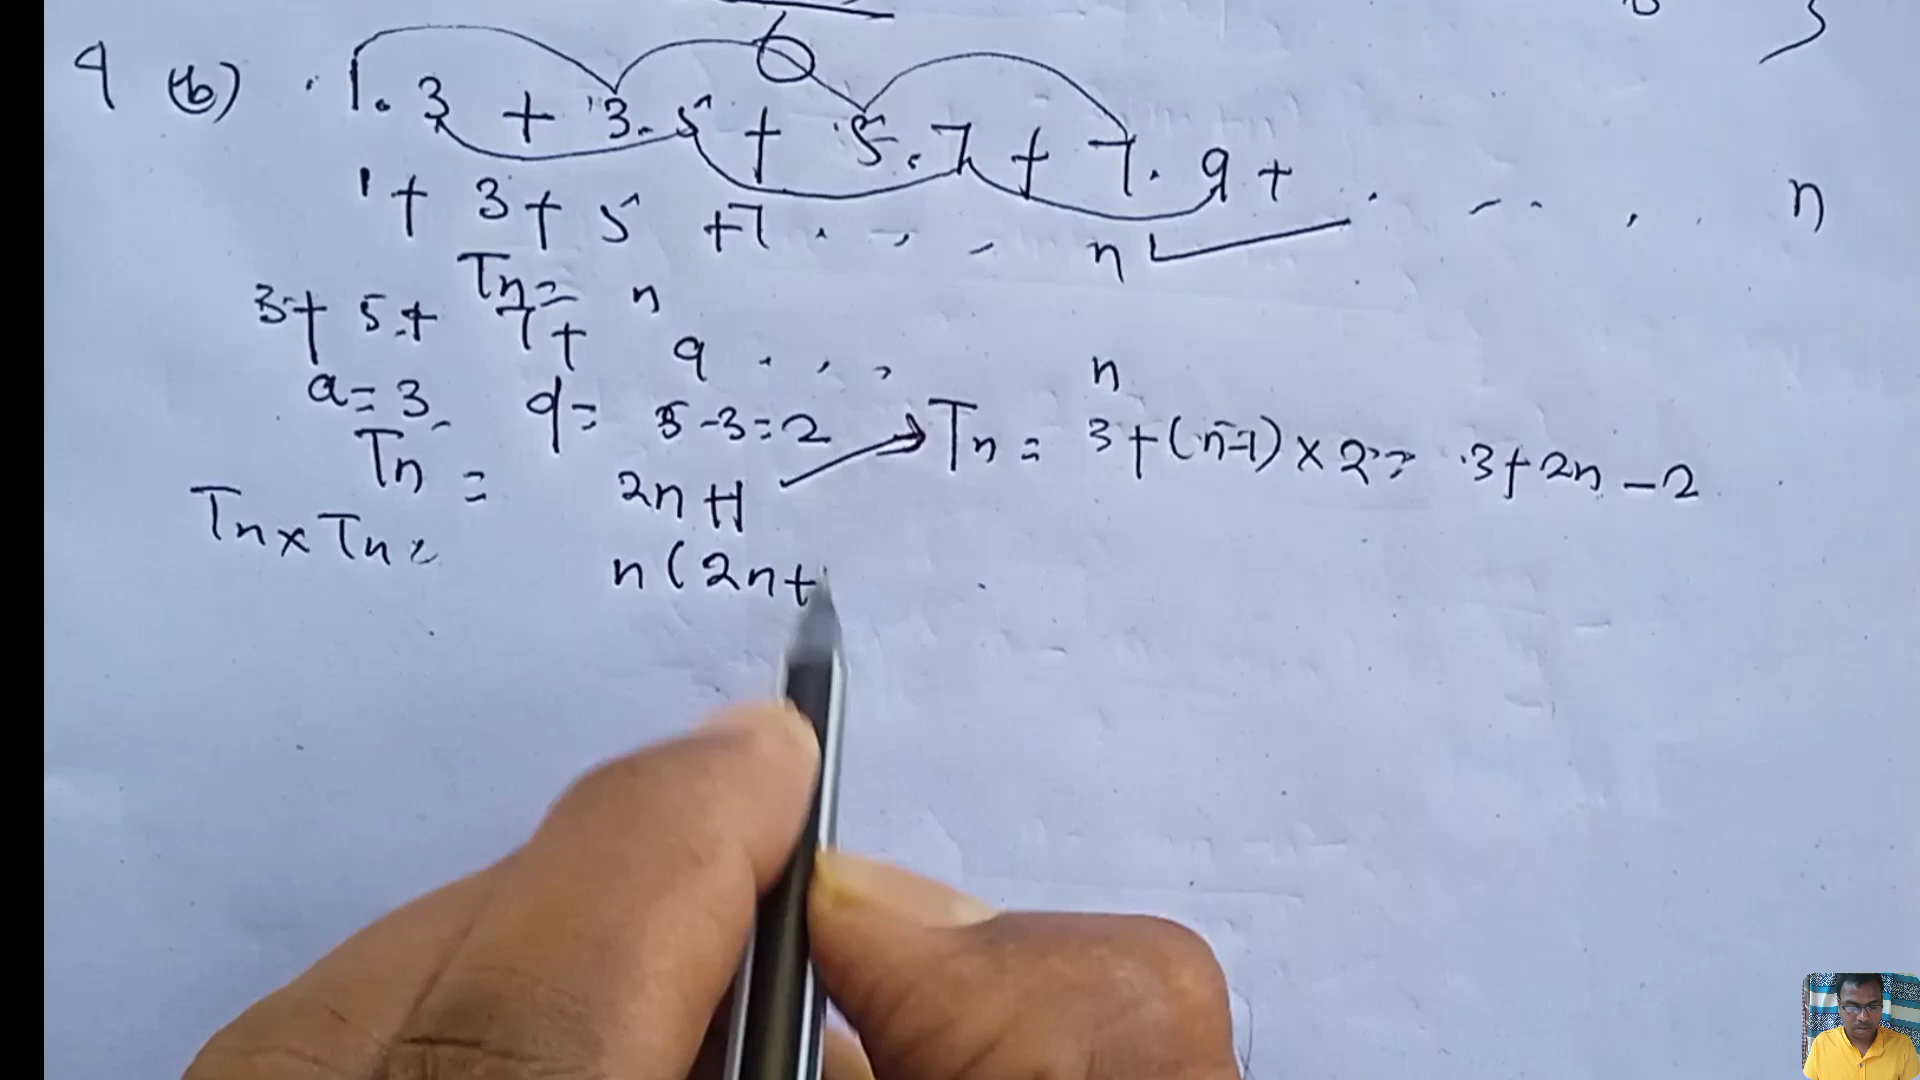 6
9 (b) 1.3 + 3.5 + 5.7 + 7.9 + . . . . . n
1 + 3 + 5 + 7 . . . n
Tn = n
3 + 5 + 7 + 9 . . . n
a = 3 d = 5 - 3 = 2 Tn = 3 + (n-1) × 2 = 3 + 2n - 2
Tn = 2n + 1
Tn × Tn = n (2n +